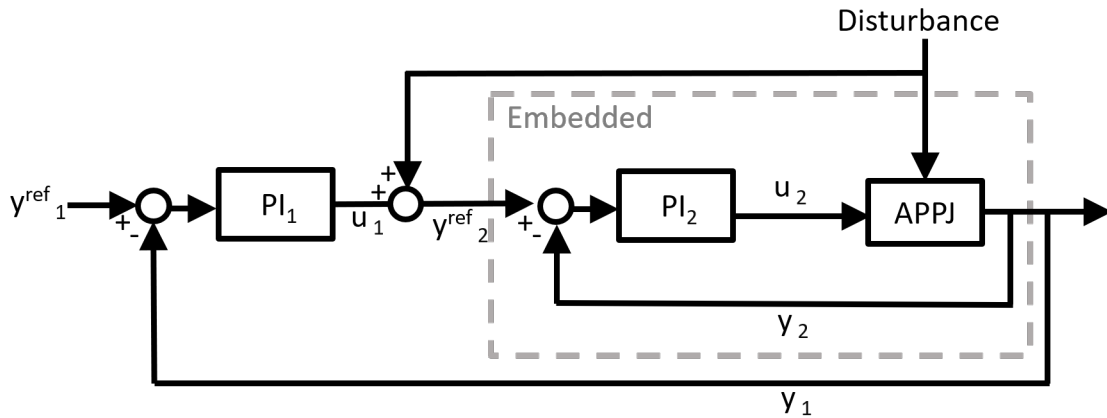 Disturbance
Embedded
y^ref_1
+
-
PI_1
u_1
+
+
y^ref_2
+
-
PI_2
u_2
APPJ
y_2
y_1